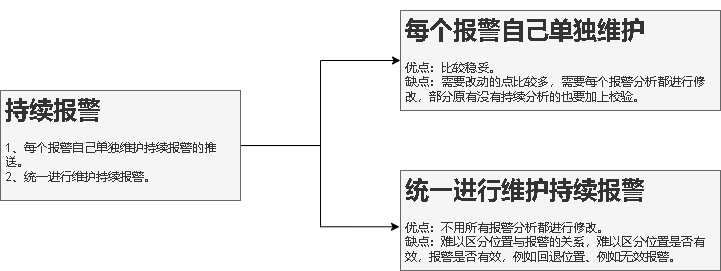 持续报警
1、每个报警自己单独维护持续报警的推
送。
2、统一进行维护持续报警。
每个报警自己单独维护
优点：比较稳妥。
缺点：需要改动的点比较多，需要每个报警分析都进行修
改，部分原有没有持续分析的也要加上校验。
统一进行维护持续报警
优点：不用所有报警分析都进行修改。
缺点：难以区分位置与报警的关系，难以区分位置是否有
效，报警是否有效，例如回退位置、例如无效报警。